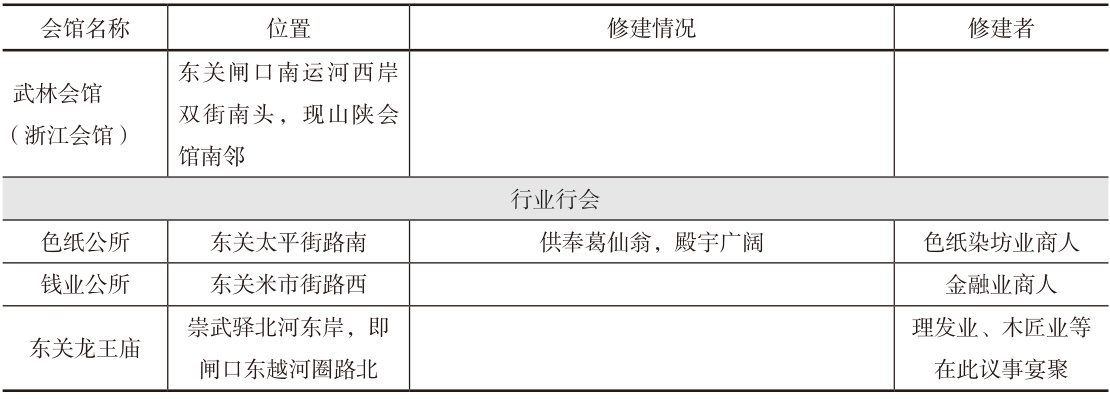 会馆名称 位置 修建情况 修建者
武林会馆
（浙江会馆）
东关闸口南运河西岸
双街南头，现山陕会
馆南邻
行业行会
色纸公所 东关太平街路南 供奉葛仙翁，殿宇广阔 色纸染坊业商人
钱业公所 东关米市街路西 金融业商人
东关龙王庙
崇武驿北河东岸，即
闸口东越河圈路北
理发业、木匠业等
在此议事宴聚